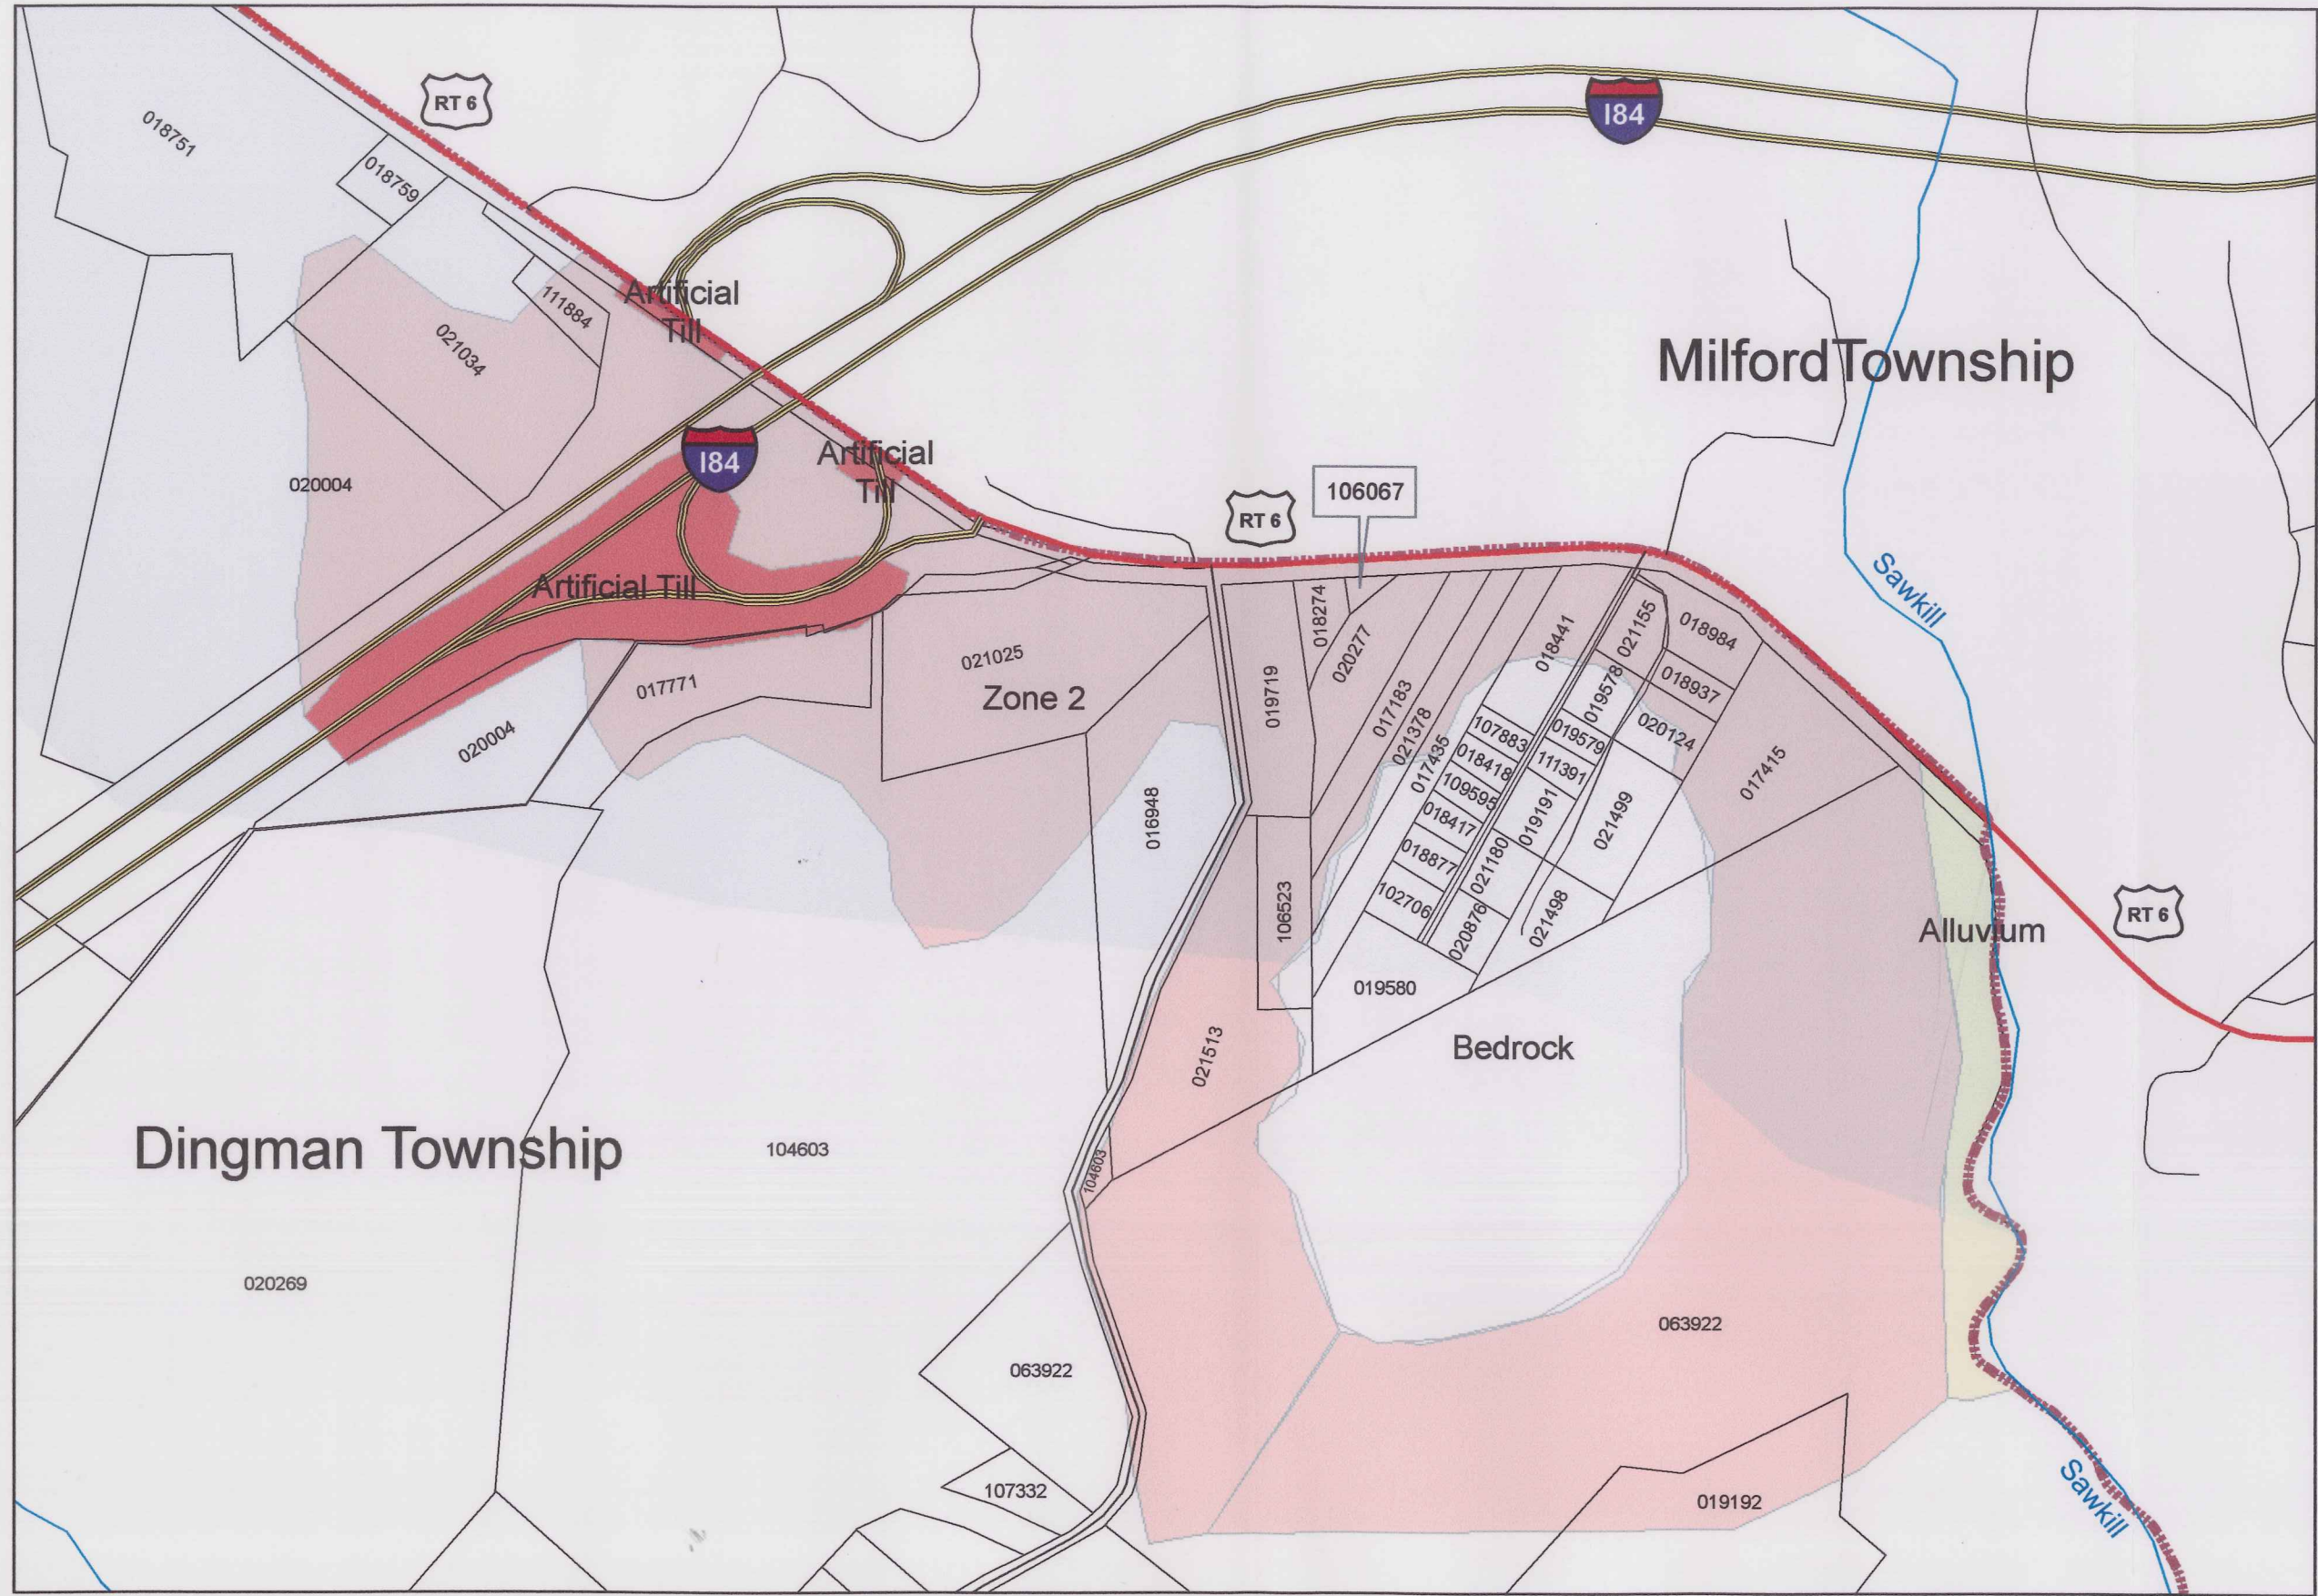 RT 6
I84
018751
018759
Artificial
Till
111884
021034
MilfordTownship
I84
Artificial
Till
020004
106067
RT 6
Artificial Till
Sawkill
018274
020277
018441
021155
018984
021025
017771
Zone 2
019719
017183
021378
017435
019578
018937
020124
020004
107883
019579
018418
111391
109595
017415
016948
018417
019191
021499
018877
021180
102706
106523
020876
021498
RT 6
Alluvium
019580
Bedrock
021513
Dingman Township
104603
104603
020269
063922
063922
107332
019192
Sawkill